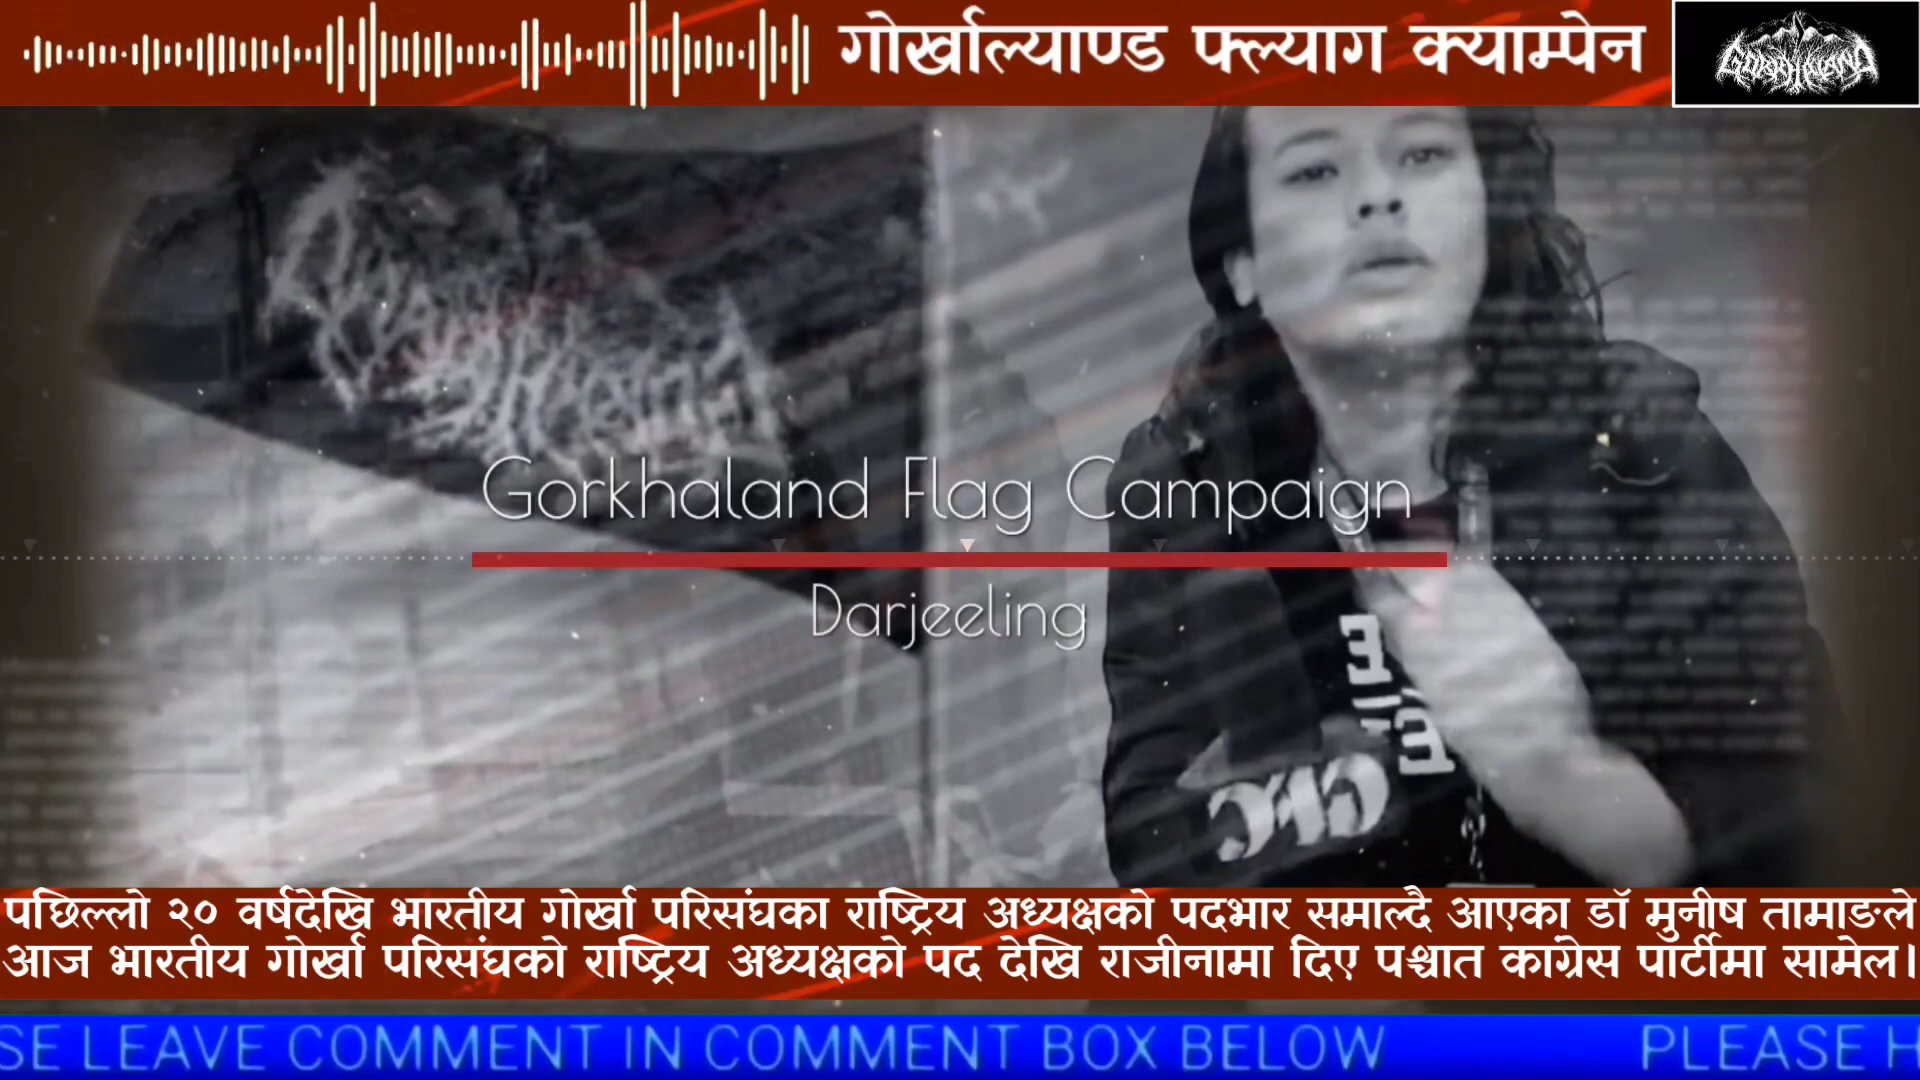 गोर्खाल्याण्ड फ्ल्याग क्याम्पेन
GORKHALAND
Gorkhaland Flag Campaign
Darjeeling
पछिल्लो २० वर्षदेखि भारतीय गोर्खा परिसंघका राष्ट्रिय अध्यक्षको पदभार समाल्दै आएका डॉ मुनीष तामाङले
आज भारतीय गोर्खा परिसंघको राष्ट्रिय अध्यक्षको पद देखि राजीनामा दिए पश्चात कांग्रेस पार्टीमा सामेल।
SE LEAVE COMMENT IN COMMENT BOX BELOW PLEASE H